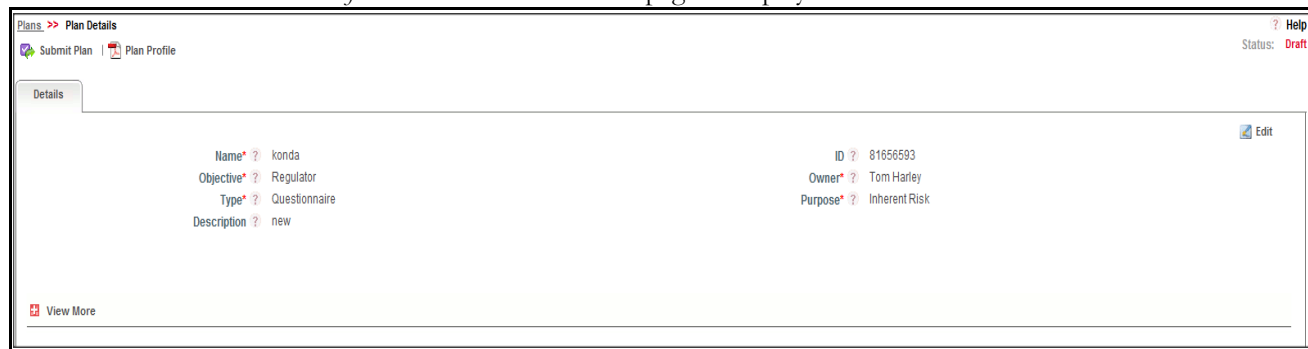 Plans >> Plan Details ? Help
Submit Plan | Plan Profile Status: Draft
Details
Edit
Name* ? konda ID ? 81656593
Objective* ? Regulator Owner* ? Tom Harley
Type* ? Questionnaire Purpose* ? Inherent Risk
Description ? new
View More